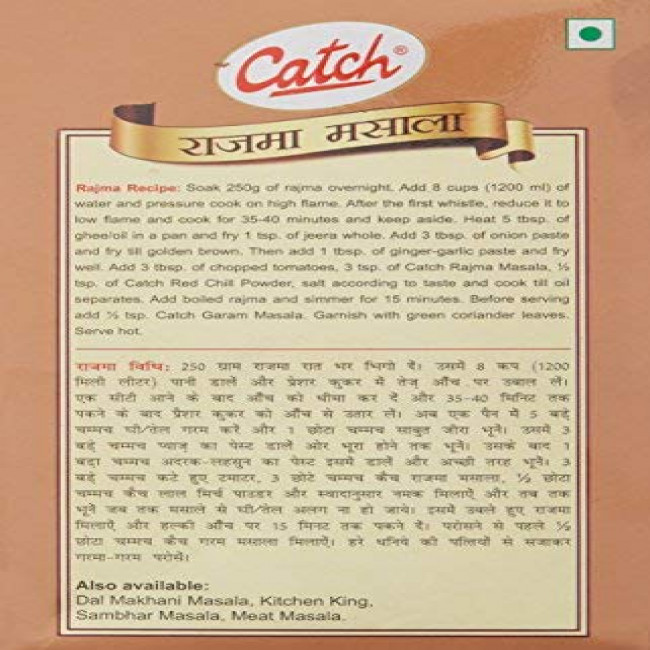 Catch®
राजमा मसाला
Rajma Recipe: Soak 250g of rajma overnight. Add 8 cups (1200 ml) of
water and pressure cook on high flame. After the first whistle, reduce it to
low flame and cook for 35-40 minutes and keep aside. Heat 5 tbsp. of
ghee/oil in a pan and fry 1 tsp. of jeera whole. Add 3 tbsp. of onion paste
and fry till golden brown. Then add 1 tbsp. of ginger-garlic paste and fry
well. Add 3 tbsp. of chopped tomatoes, 3 tsp. of Catch Rajma Masala, ½
tsp. of Catch Red Chili Powder, salt according to taste and cook till oil
separates. Add boiled rajma and simmer for 15 minutes. Before serving
add ½ tsp. Catch Garam Masala. Garnish with green coriander leaves.
Serve hot.
राजमा विधि: 250 ग्राम राजमा रात भर भिगो दें। उसमें 8 कप (1200
मिली लीटर) पानी डालें और प्रेशर कुकर में तेज़ आँच पर उबाल लें।
एक सीटी आने के बाद आँच को धीमा कर दें और 35-40 मिनिट तक
पकने के बाद प्रैशर कुकर को आँच से उतार लें। अब एक पैन में 5 बड़े
चम्मच घी/तेल गरम करें और 1 छोटा चम्मच साबुत जीरा भूनें। उसमें 3
बड़े चम्मच प्याज़ का पेस्ट डालें ओर भूरा होने तक भूनें। उसके बाद 1
बड़ा चम्मच अदरक-लहसुन का पेस्ट इसमें डालें और अच्छी तरह भूनें। 3
बड़े चम्मच कटे हुए टमाटर, 3 छोटे चम्मच कैच राजमा मसाला, ½ छोटा
चम्मच कैच लाल मिर्च पाउडर और स्वादानुसार नमक मिलाएँ और तब तक
भूनें जब तक मसाले से घी/तेल अलग ना हो जाये। इसमें उबले हुए राजमा
मिलाएँ और हल्की आँच पर 15 मिनट तक पकने दें। परोसने से पहले ½
छोटा चम्मच कैच गरम मसाला मिलाऐं। हरे धनिये की पत्तियों से सजाकर
गरमा-गरम परोसें।
Also available:
Dal Makhani Masala, Kitchen King,
Sambhar Masala, Meat Masala.